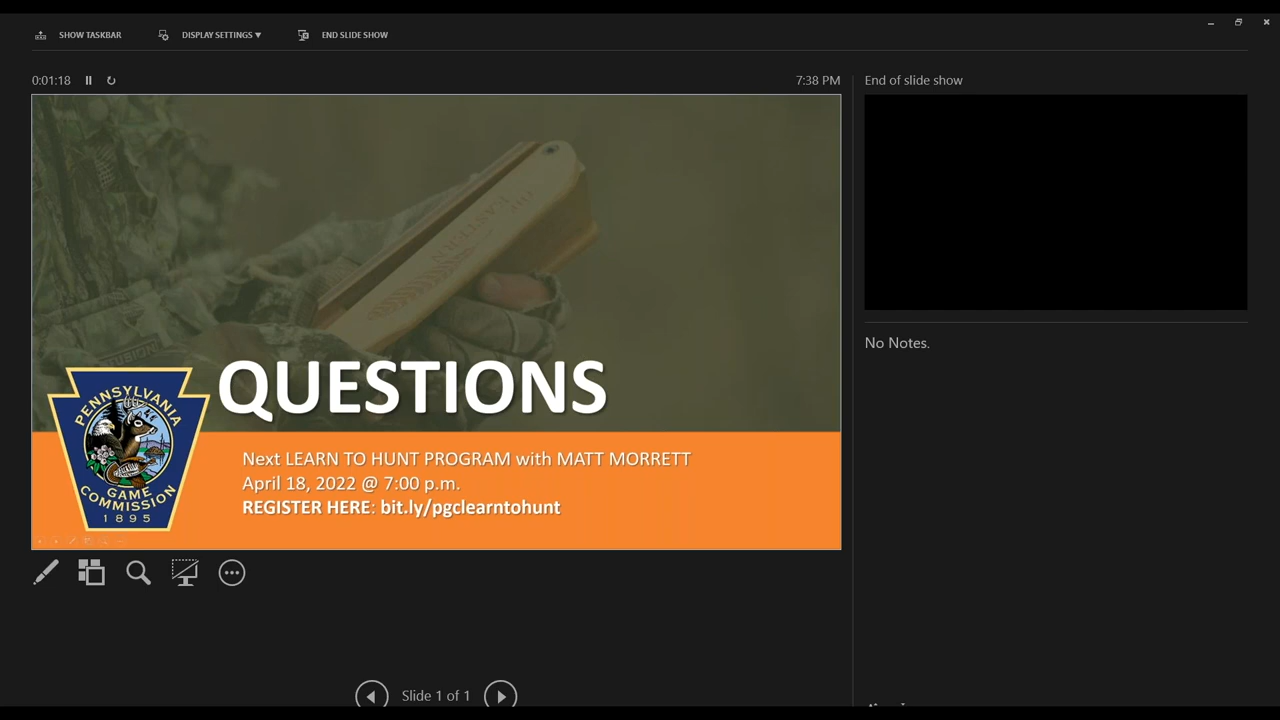 SHOW TASKBAR
DISPLAY SETTINGS ▼
END SLIDE SHOW
0:01:18
7:38 PM
End of slide show
No Notes.
QUESTIONS
PENNSYLVANIA
GAME
COMMISSION
1895
Next LEARN TO HUNT PROGRAM with MATT MORRETT
April 18, 2022 @ 7:00 p.m.
REGISTER HERE: bit.ly/pgclearntohunt
Slide 1 of 1